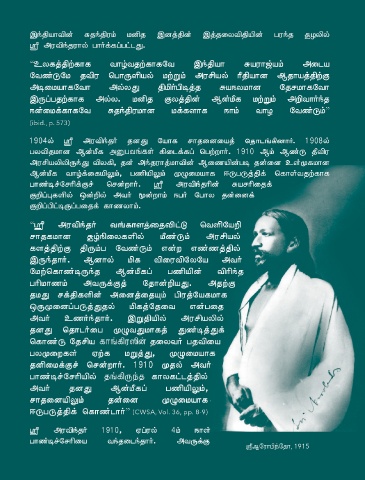 இந்தியாவின் சுதந்திரம் மனித இனத்தின் இத்தலைவிதியின் பரந்த தழலில்
ஸ்ரீ அரவிந்தரால் பார்க்கப்பட்டது.
“உலகத்திற்காக வாழ்வதற்காகவே இந்தியா சுயராஜ்யம் அடைய
வேண்டுமே தவிர பொருளியல் மற்றும் அரசியல் ரீதியான ஆதாயத்திற்கு
அடிமையாகவோ அல்லது திமிர்பிடித்த சுயநலமான தேசமாகவோ
இருப்பதற்காக அல்ல. மனித குலத்தின் ஆன்மிக மற்றும் அறிவார்ந்த
நன்மைக்காகவே சுதந்திரமான மக்களாக நாம் வாழ வேண்டும்”
(ibid., p. 573)
1904ல் ஸ்ரீ அரவிந்தர் தனது யோக சாதனையைத் தொடங்கினார். 1908ல்
பலவிதமான ஆன்மீக அனுபவங்கள் கிடைக்கப் பெற்றார். 1910 ஆம் ஆண்டு தீவிர
அரசியலிலிருந்து விலகி, தன் அந்தராத்மாவின் ஆணையின்படி தன்னை உள்முகமான
ஆன்மீக வாழ்க்கையிலும், பணியிலும் முழுமையாக ஈடுபடுத்திக் கொள்வதற்காக
பாண்டிச்சேரிக்குச் சென்றார். ஸ்ரீ அரவிந்தரின் சுயசரிதைக்
குறிப்புகளில் ஒன்றில் அவர் மூன்றாம் நபர் போல தன்னைக்
குறிப்பிட்டிருப்பதைக் காணலாம்.
“ஸ்ரீ அரவிந்தர் வங்காளத்தைவிட்டு வெளியேறி
சாதகமான சூழ்நிலைகளில் மீண்டும் அரசியல்
களத்திற்கு திரும்ப வேண்டும் என்ற எண்ணத்தில்
இருந்தார். ஆனால் மிக விரைவிலேயே அவர்
மேற்கொண்டிருந்த ஆன்மீகப் பணியின் விரிந்த
பரிமாணம் அவருக்குத் தோன்றியது. அதற்கு
தமது சக்திகளின் அனைத்தையும் பிரத்யேகமாக
ஒருமுனைப்படுத்துதல் மிகத்தேவை என்பதை
அவர் உணர்ந்தார். இறுதியில் அரசியலில்
தனது தொடர்பை முழுவதுமாகத் துண்டித்துக்
கொண்டு தேசிய காங்கிரஸின் தலைவர் பதவியை
பலமுறைகள் ஏற்க மறுத்து, முழுமையாக
தனிமைக்குச் சென்றார். 1910 முதல் அவர்
பாண்டிச்சேரியில் தங்கிருந்த காலகட்டத்தில்
அவர் தனது ஆன்மீகப் பணியிலும்,
சாதனையிலும் தன்னை முழுமையாக
ஈடுபடுத்திக் கொண்டார்” (CWSA, Vol. 36, pp. 8-9)
ஸ்ரீ அரவிந்தர் 1910, ஏப்ரல் 4ம் நாள்
பாண்டிச்சேரியை வந்தடைந்தார். அவருக்கு
ஸ்ரீஆரோபிந்தோ, 1915